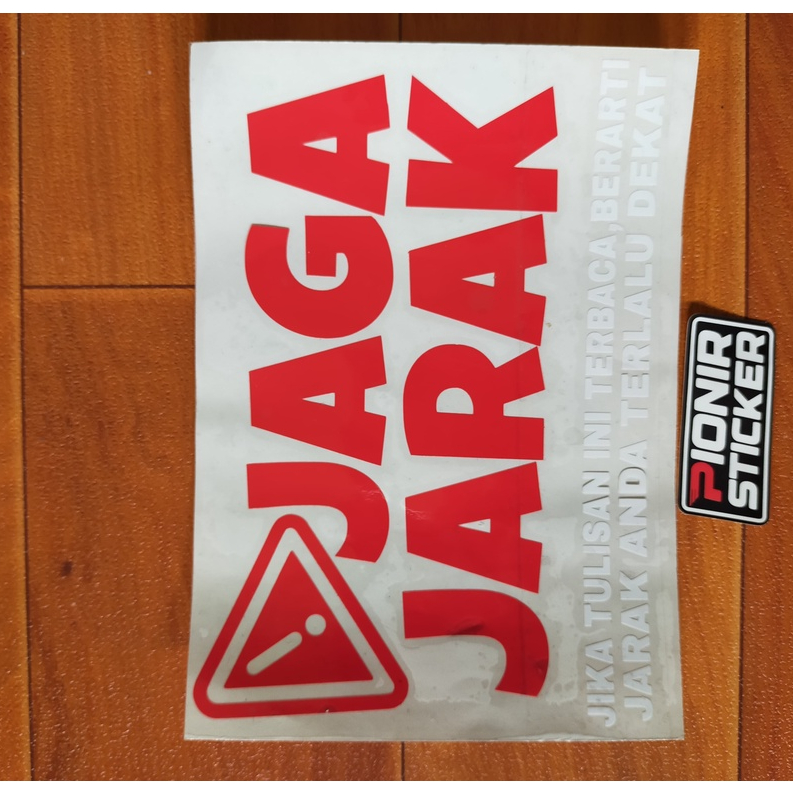 JAGA
JARAK
JIKA TULISAN INI TERBACA,BERARTI
JARAK ANDA TERLALU DEKAT
PIONIR
STICKER